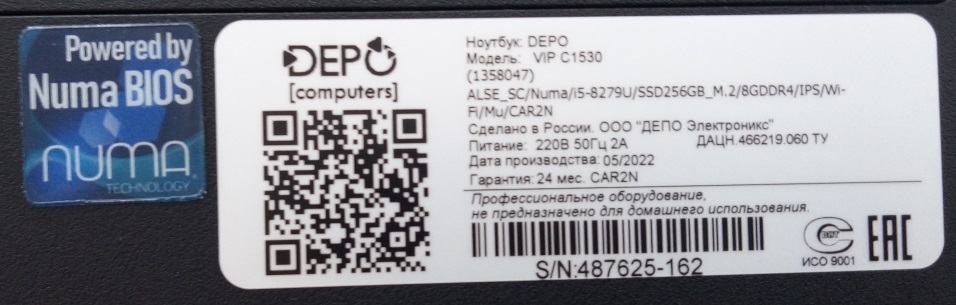 Powered by
Numa BIOS
NUMA
TECHNOLOGY
DEPO
[computers]
Ноутбук: DEPO
Модель: VIP C1530
(1358047)
ALSE_SC/Numa/i5-8279U/SSD256GB_M.2/8GDDR4/IPS/Wi-
Fi/Mu/CAR2N
Сделано в России. ООО "ДЕПО Электроникс"
Питание: 220В 50Гц 2А ДАЦН.466219.060 ТУ
Дата производства: 05/2022
Гарантия: 24 мес. CAR2N
Профессиональное оборудование,
не предназначено для домашнего использования.
S/N:487625-162
ИСО 9001
EAC